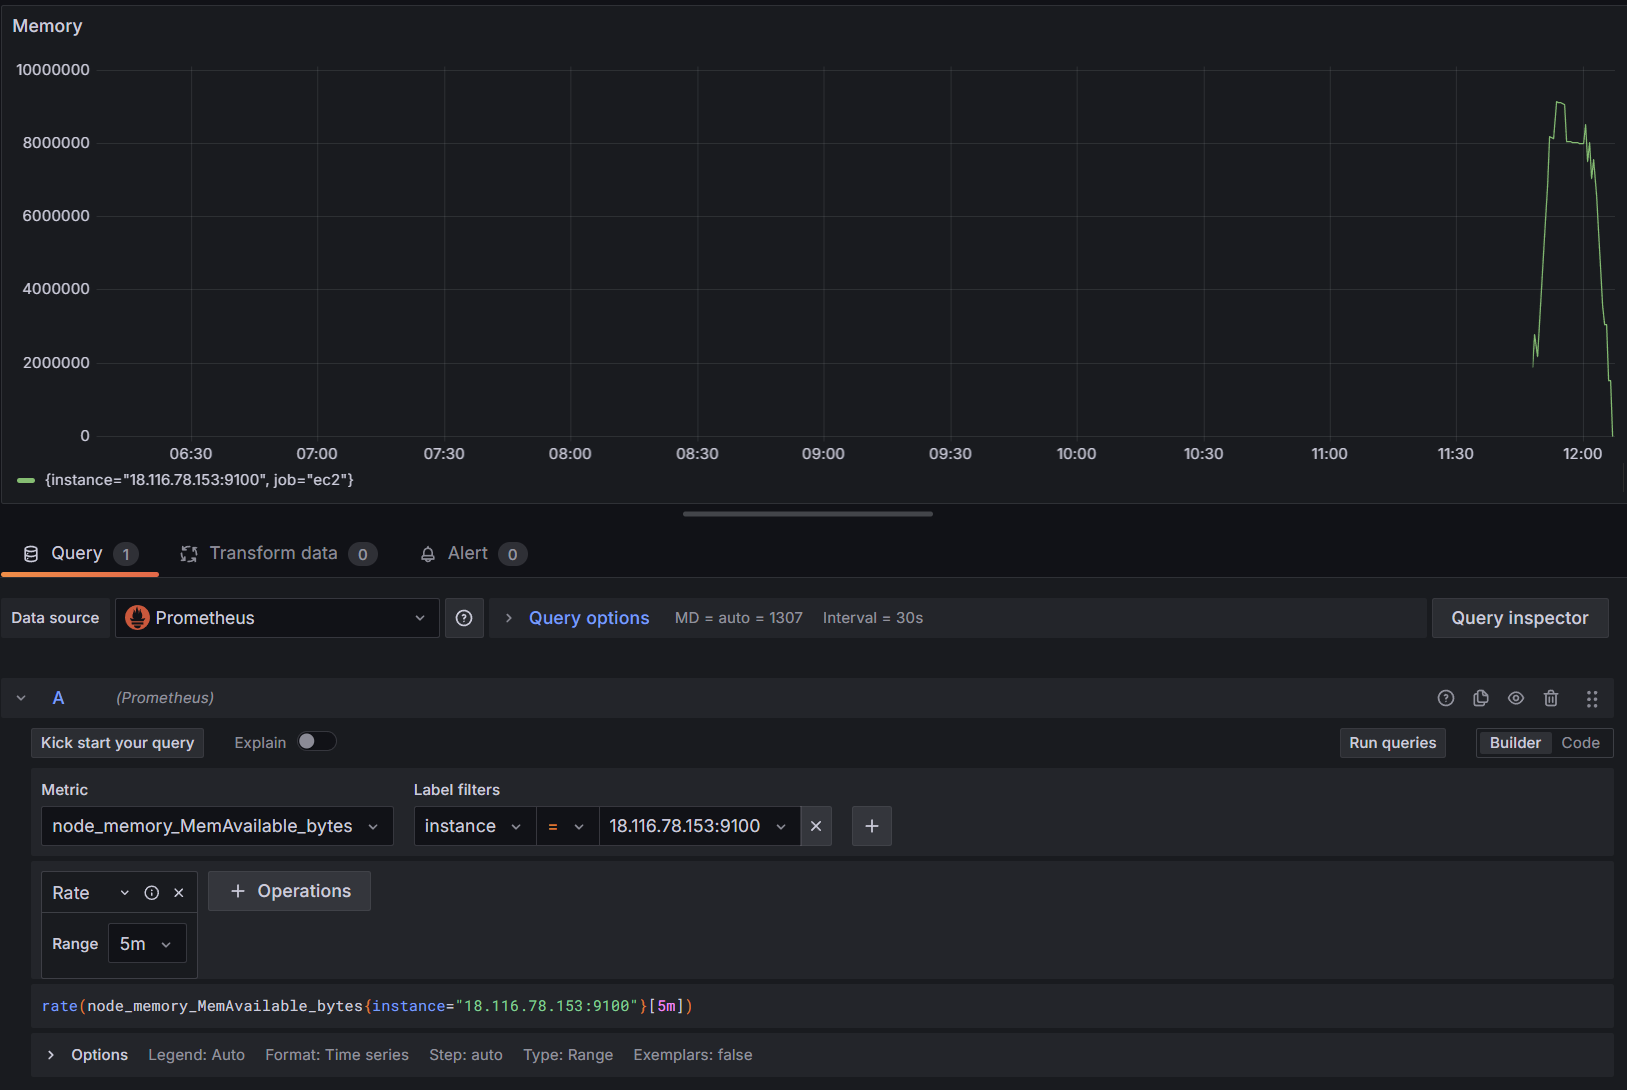 Memory
10000000
8000000
6000000
4000000
2000000
0
06:30 07:00 07:30 08:00 08:30 09:00 09:30 10:00 10:30 11:00 11:30 12:00
{instance="18.116.78.153:9100", job="ec2"}
Query 1 Transform data 0 Alert 0
Data source Prometheus Query options MD = auto = 1307 Interval = 30s Query inspector
A (Prometheus)
Kick start your query Explain Run queries Builder Code
Metric Label filters
node_memory_MemAvailable_bytes instance = 18.116.78.153:9100
Rate Operations
Range 5m
rate(node_memory_MemAvailable_bytes{instance="18.116.78.153:9100"}[5m])
Options Legend: Auto Format: Time series Step: auto Type: Range Exemplars: false